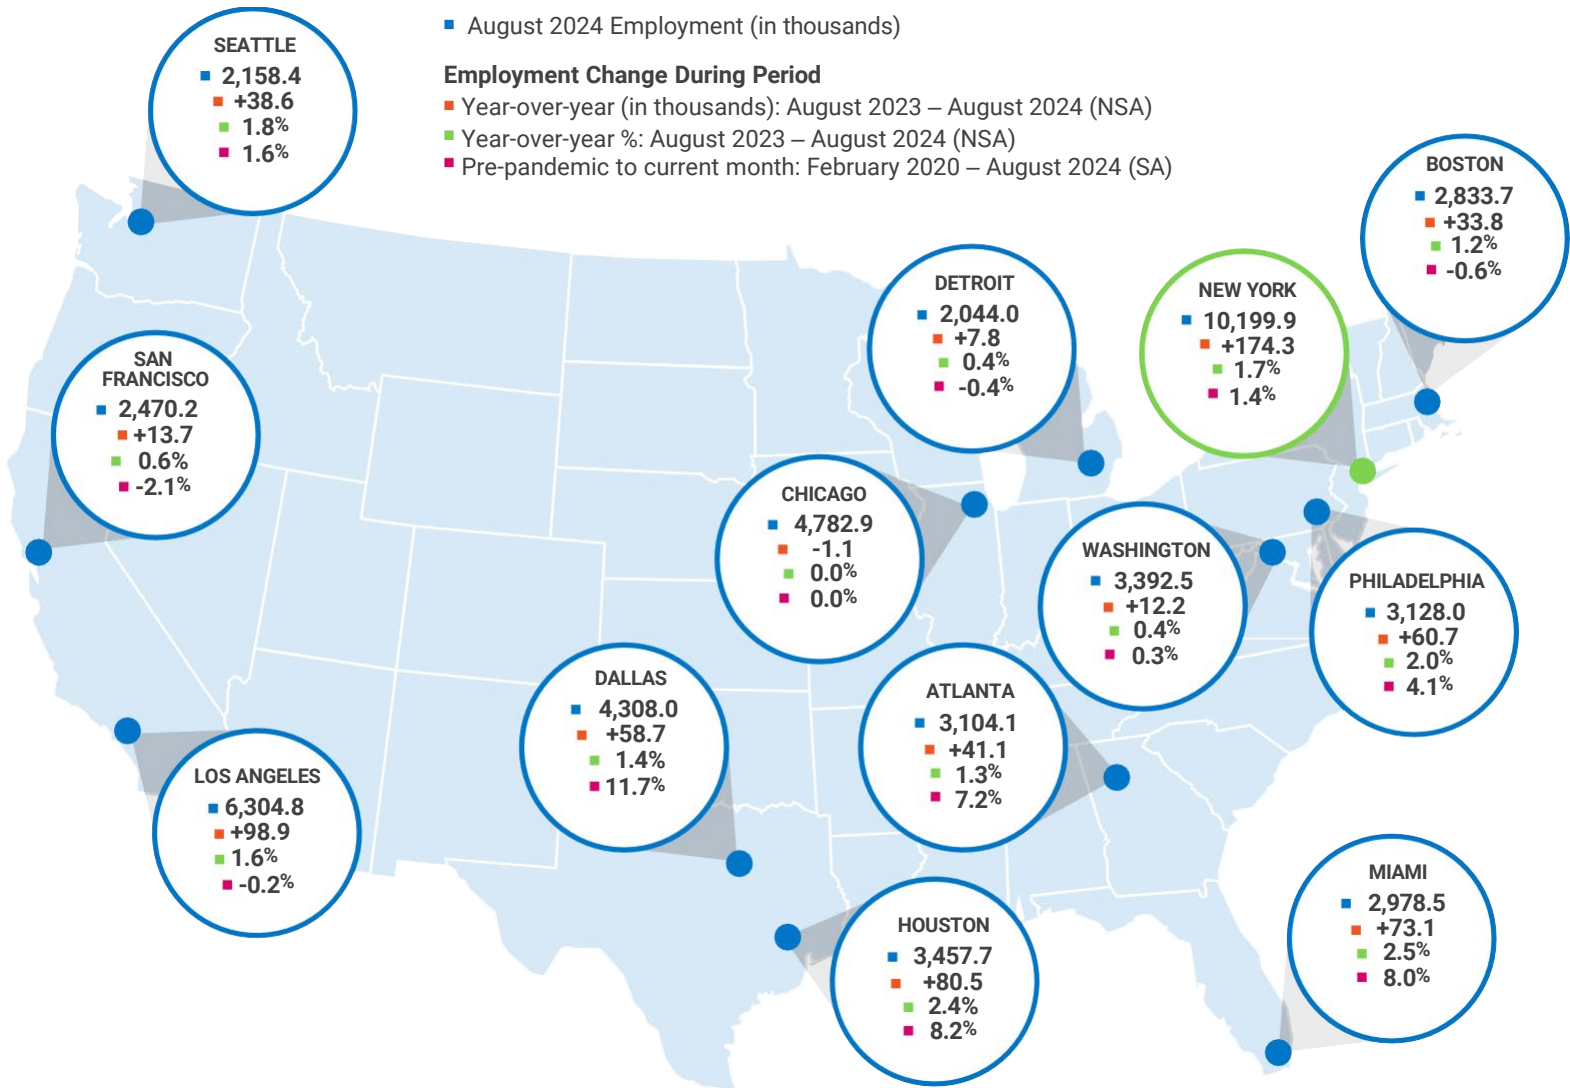 August 2024 Employment (in thousands)
Employment Change During Period
Year-over-year (in thousands): August 2023 – August 2024 (NSA)
Year-over-year %: August 2023 – August 2024 (NSA)
Pre-pandemic to current month: February 2020 – August 2024 (SA)
SEATTLE
2,158.4
+38.6
1.8%
1.6%
BOSTON
2,833.7
+33.8
1.2%
-0.6%
DETROIT
2,044.0
+7.8
0.4%
-0.4%
NEW YORK
10,199.9
+174.3
1.7%
1.4%
SAN
FRANCISCO
2,470.2
+13.7
0.6%
-2.1%
CHICAGO
4,782.9
-1.1
0.0%
0.0%
WASHINGTON
3,392.5
+12.2
0.4%
0.3%
PHILADELPHIA
3,128.0
+60.7
2.0%
4.1%
DALLAS
4,308.0
+58.7
1.4%
11.7%
ATLANTA
3,104.1
+41.1
1.3%
7.2%
LOS ANGELES
6,304.8
+98.9
1.6%
-0.2%
HOUSTON
3,457.7
+80.5
2.4%
8.2%
MIAMI
2,978.5
+73.1
2.5%
8.0%